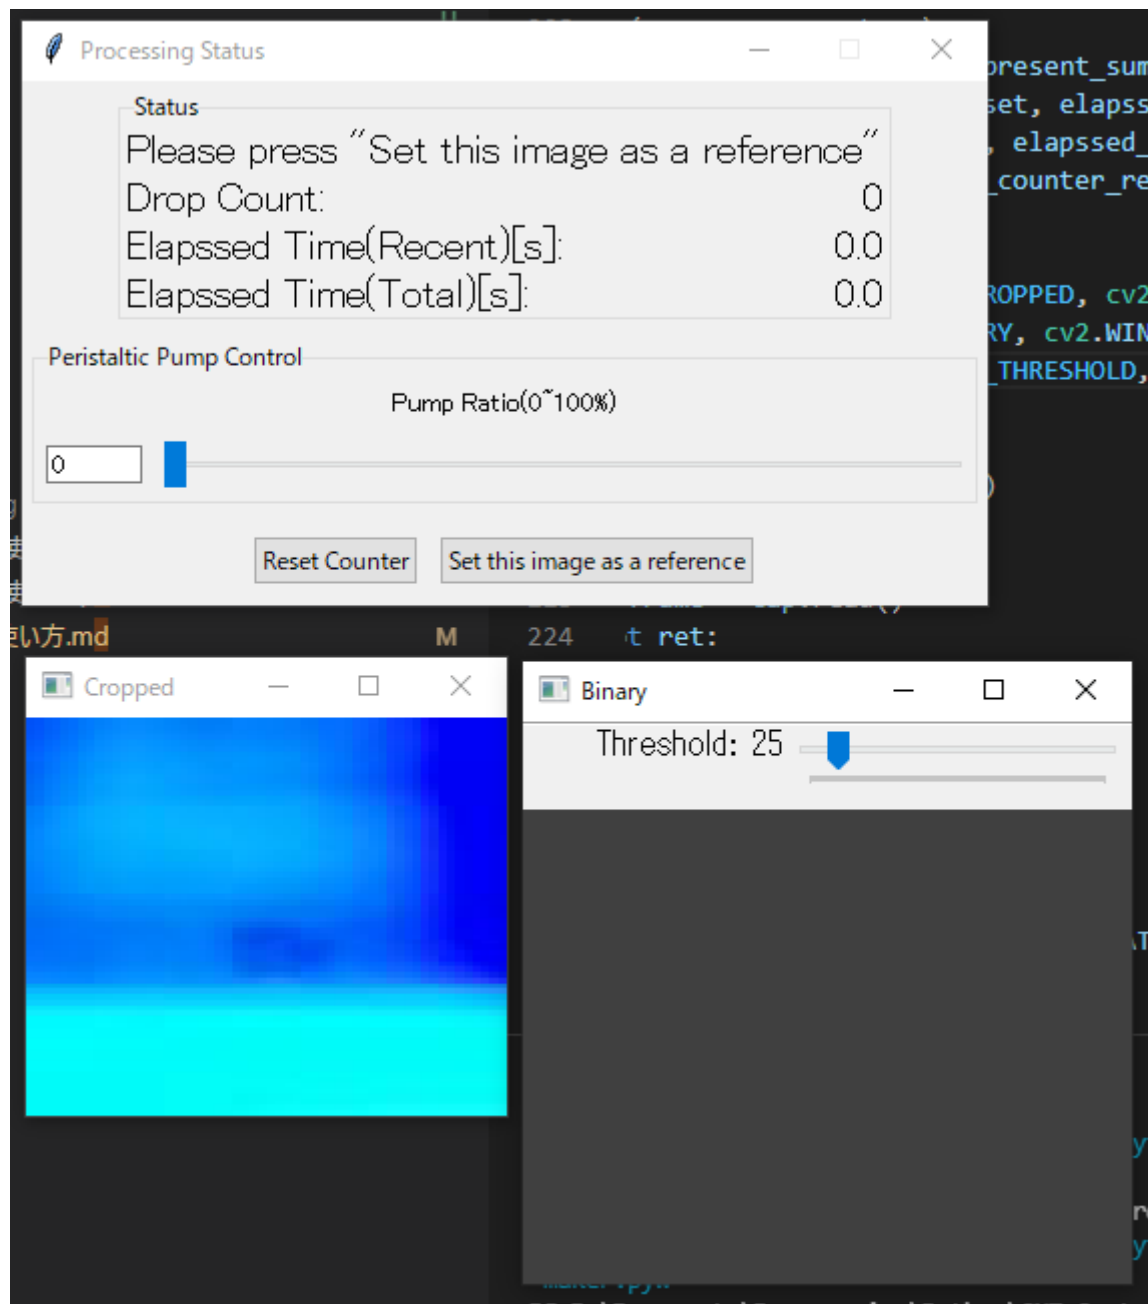 Processing Status
Status
Please press "Set this image as a reference"
Drop Count: 0
Elapssed Time(Recent)[s]: 0.0
Elapssed Time(Total)[s]: 0.0
Peristaltic Pump Control
Pump Ratio(0~100%)
0
Reset Counter
Set this image as a reference
present_sum
set, elapss
, elapssed_
_counter_re
ROPPED, cv2
RY, cv2.WIN
_THRESHOLD,
)
使い方.md M
224 t ret:
Cropped
Binary
Threshold: 25